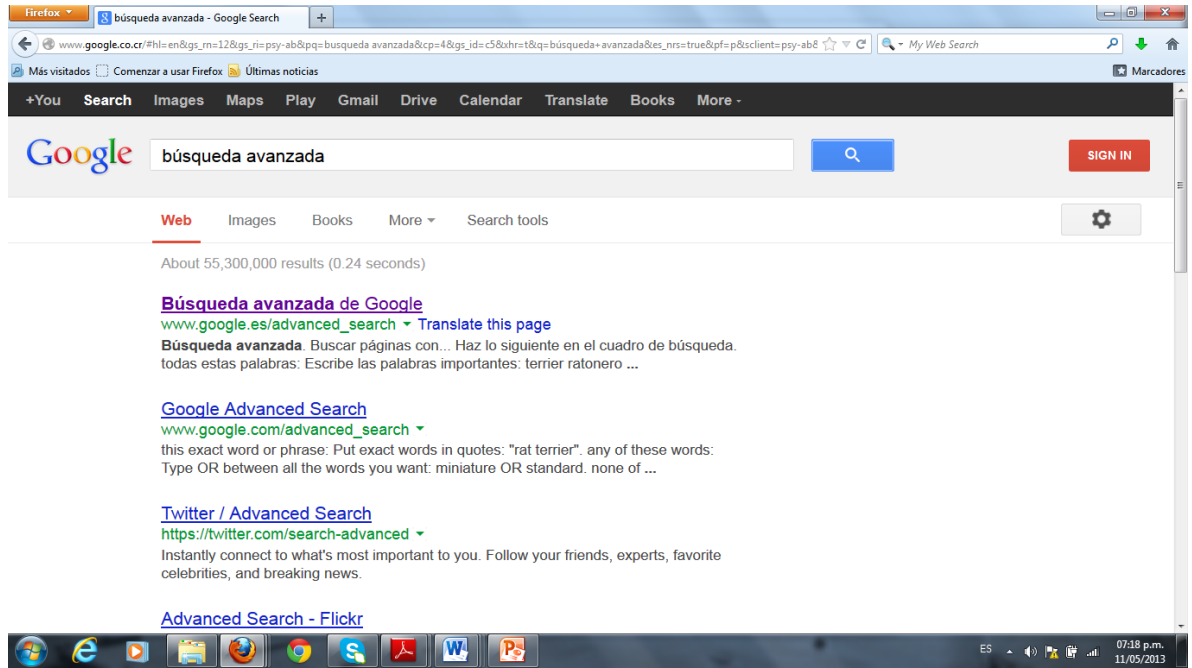 Firefox
búsqueda avanzada - Google Search
+
www.google.co.cr/#hl=en&gs_rn=12&gs_ri=psy-ab&pq=busqueda avanzada&cp=4&gs_id=c5&xhr=t&q=búsqueda+avanzada&es_nrs=true&pf=p&sclient=psy-ab&
My Web Search
Más visitados Comenzar a usar Firefox Últimas noticias
Marcadores
+You Search Images Maps Play Gmail Drive Calendar Translate Books More
Google
búsqueda avanzada
SIGN IN
Web Images Books More Search tools
About 55,300,000 results (0.24 seconds)
Búsqueda avanzada de Google
www.google.es/advanced_search Translate this page
Búsqueda avanzada. Buscar páginas con... Haz lo siguiente en el cuadro de búsqueda.
todas estas palabras: Escribe las palabras importantes: terrier ratonero ...
Google Advanced Search
www.google.com/advanced_search
this exact word or phrase: Put exact words in quotes: "rat terrier". any of these words:
Type OR between all the words you want: miniature OR standard. none of ...
Twitter / Advanced Search
https://twitter.com/search-advanced
Instantly connect to what's most important to you. Follow your friends, experts, favorite
celebrities, and breaking news.
Advanced Search - Flickr
ES
07:18 p.m.
11/05/2013